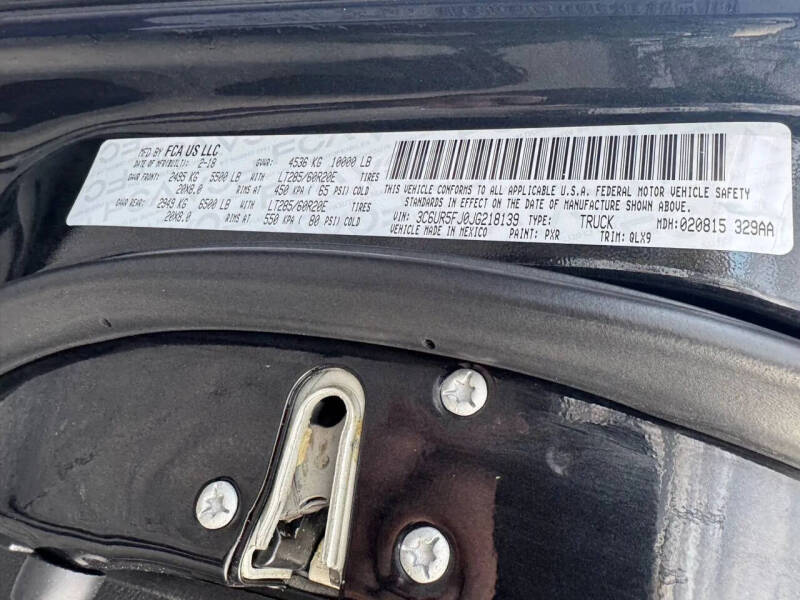 MFD BY FCA US LLC
DATE OF MFR(BUILT): 2-18 GVWR: 4536 KG 10000 LB
GAWR FRONT: 2495 KG 5500 LB WITH LT285/60R20E TIRES
20X8.0 RIMS AT 450 KPA ( 65 PSI) COLD
GAWR REAR: 2949 KG 6500 LB WITH LT285/60R20E TIRES
20X8.0 RIMS AT 550 KPA ( 80 PSI) COLD
THIS VEHICLE CONFORMS TO ALL APPLICABLE U.S.A. FEDERAL MOTOR VEHICLE SAFETY
STANDARDS IN EFFECT ON THE DATE OF MANUFACTURE SHOWN ABOVE.
VIN: 3C6UR5FJ0JG218139 TYPE: TRUCK MDH:020815 329AA
VEHICLE MADE IN MEXICO PAINT: PXR TRIM: QLX9